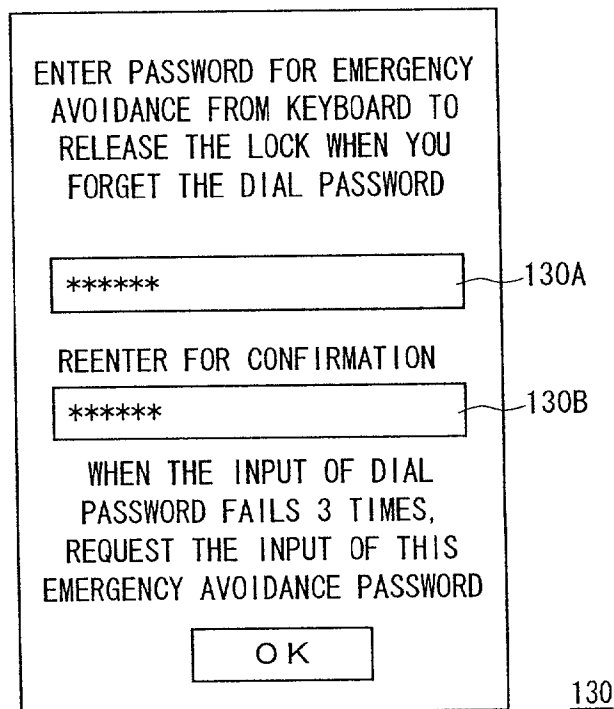 ENTER PASSWORD FOR EMERGENCY
AVOIDANCE FROM KEYBOARD TO
RELEASE THE LOCK WHEN YOU
FORGET THE DIAL PASSWORD
******
130A
REENTER FOR CONFIRMATION
******
130B
WHEN THE INPUT OF DIAL
PASSWORD FAILS 3 TIMES,
REQUEST THE INPUT OF THIS
EMERGENCY AVOIDANCE PASSWORD
OK
130